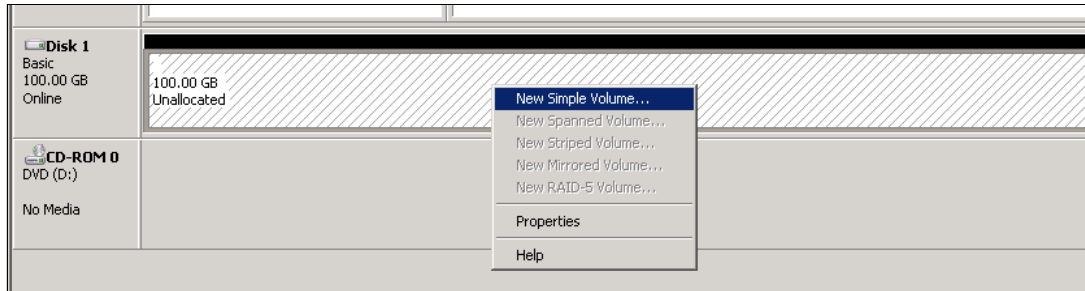 Disk 1
Basic
100.00 GB
Online
100.00 GB
Unallocated
New Simple Volume...
New Spanned Volume...
New Striped Volume...
New Mirrored Volume...
New RAID-5 Volume...
Properties
Help
CD-ROM 0
DVD (D:)
No Media